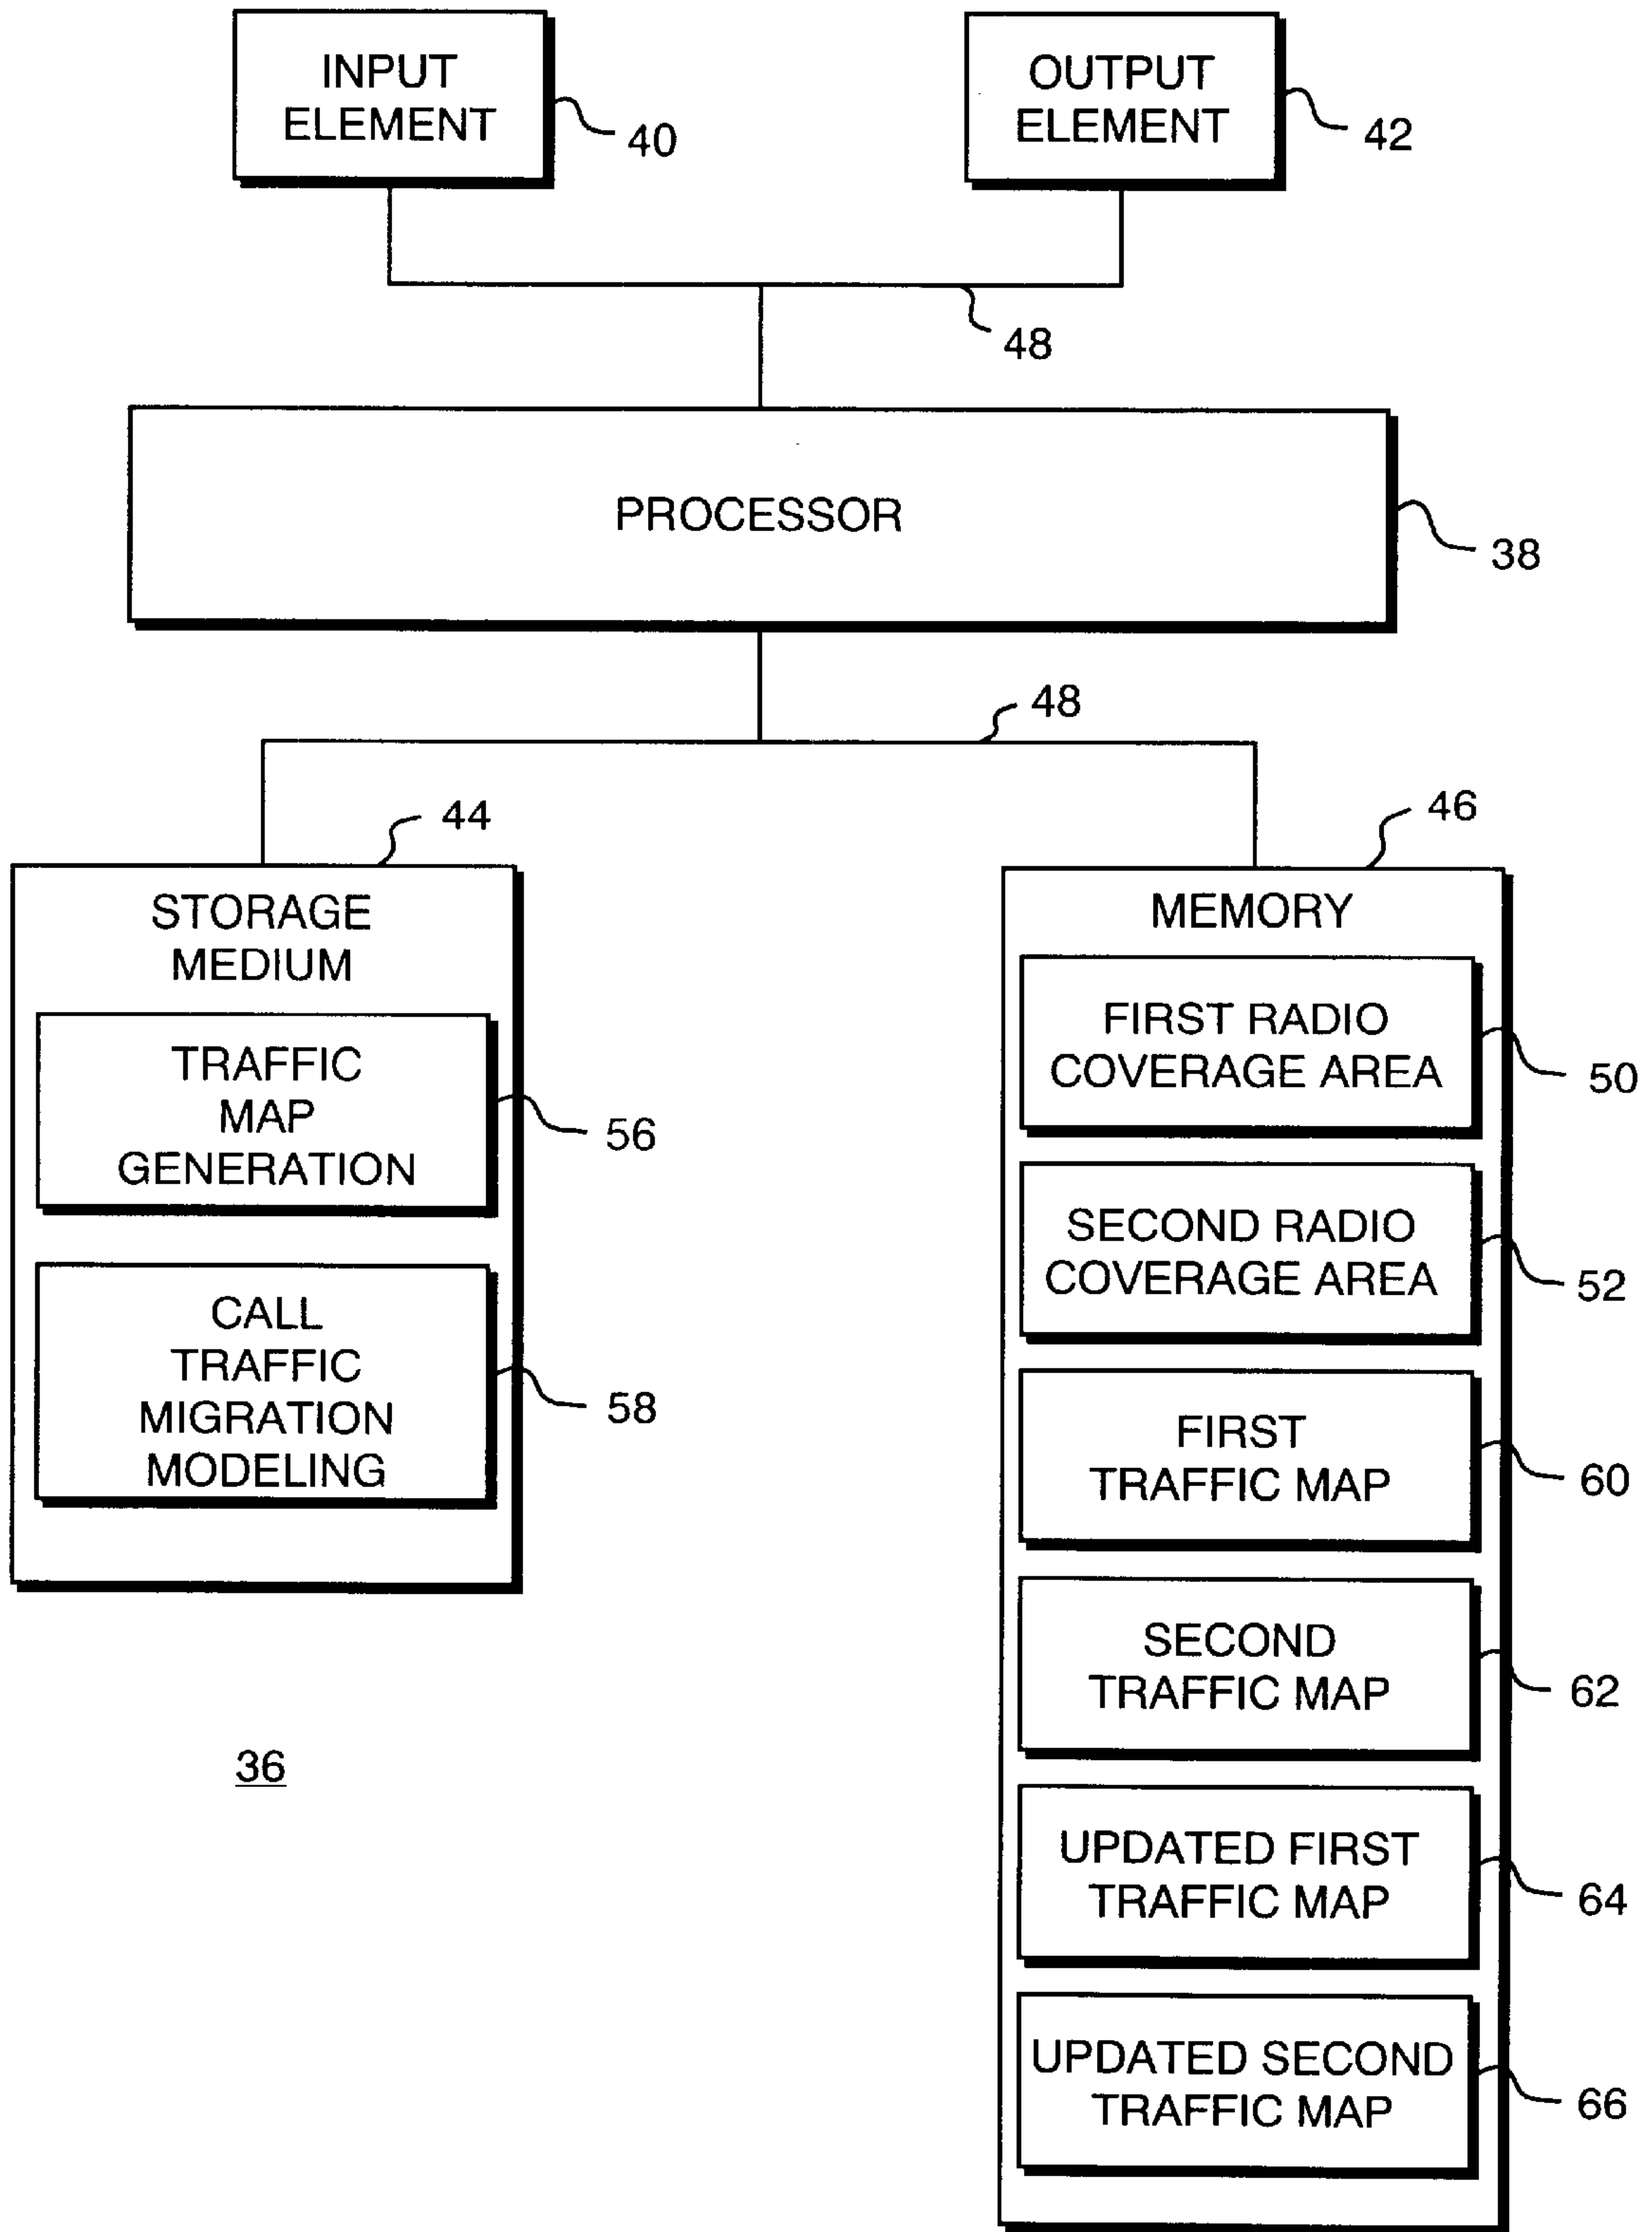 INPUT
ELEMENT
40
OUTPUT
ELEMENT
42
48
PROCESSOR
38
48
44
STORAGE
MEDIUM
TRAFFIC
MAP
GENERATION
56
CALL
TRAFFIC
MIGRATION
MODELING
58
36
46
MEMORY
FIRST RADIO
COVERAGE AREA
50
SECOND RADIO
COVERAGE AREA
52
FIRST
TRAFFIC MAP
60
SECOND
TRAFFIC MAP
62
UPDATED FIRST
TRAFFIC MAP
64
UPDATED SECOND
TRAFFIC MAP
66